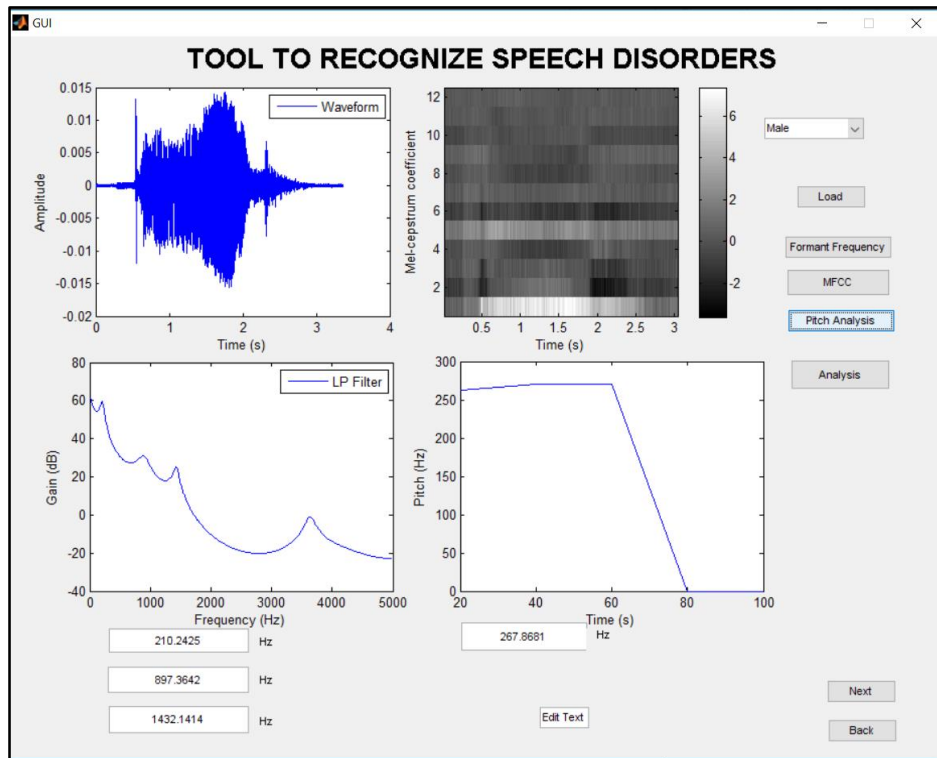 GUI
TOOL TO RECOGNIZE SPEECH DISORDERS
0.015
0.01
0.005
0
-0.005
-0.01
-0.015
-0.02
Amplitude
Waveform
0 1 2 3 4
Time (s)
12
10
8
6
4
2
Mel-cepstrum coefficient
0.5 1 1.5 2 2.5 3
Time (s)
6
4
2
0
-2
Male
Load
Formant Frequency
MFCC
Pitch Analysis
Analysis
80
60
40
20
0
-20
-40
Gain (dB)
LP Filter
0 1000 2000 3000 4000 5000
Frequency (Hz)
300
250
200
150
100
50
0
Pitch (Hz)
20 40 60 80 100
Time (s)
210.2425 Hz
267.8681 Hz
897.3642 Hz
1432.1414 Hz
Edit Text
Next
Back